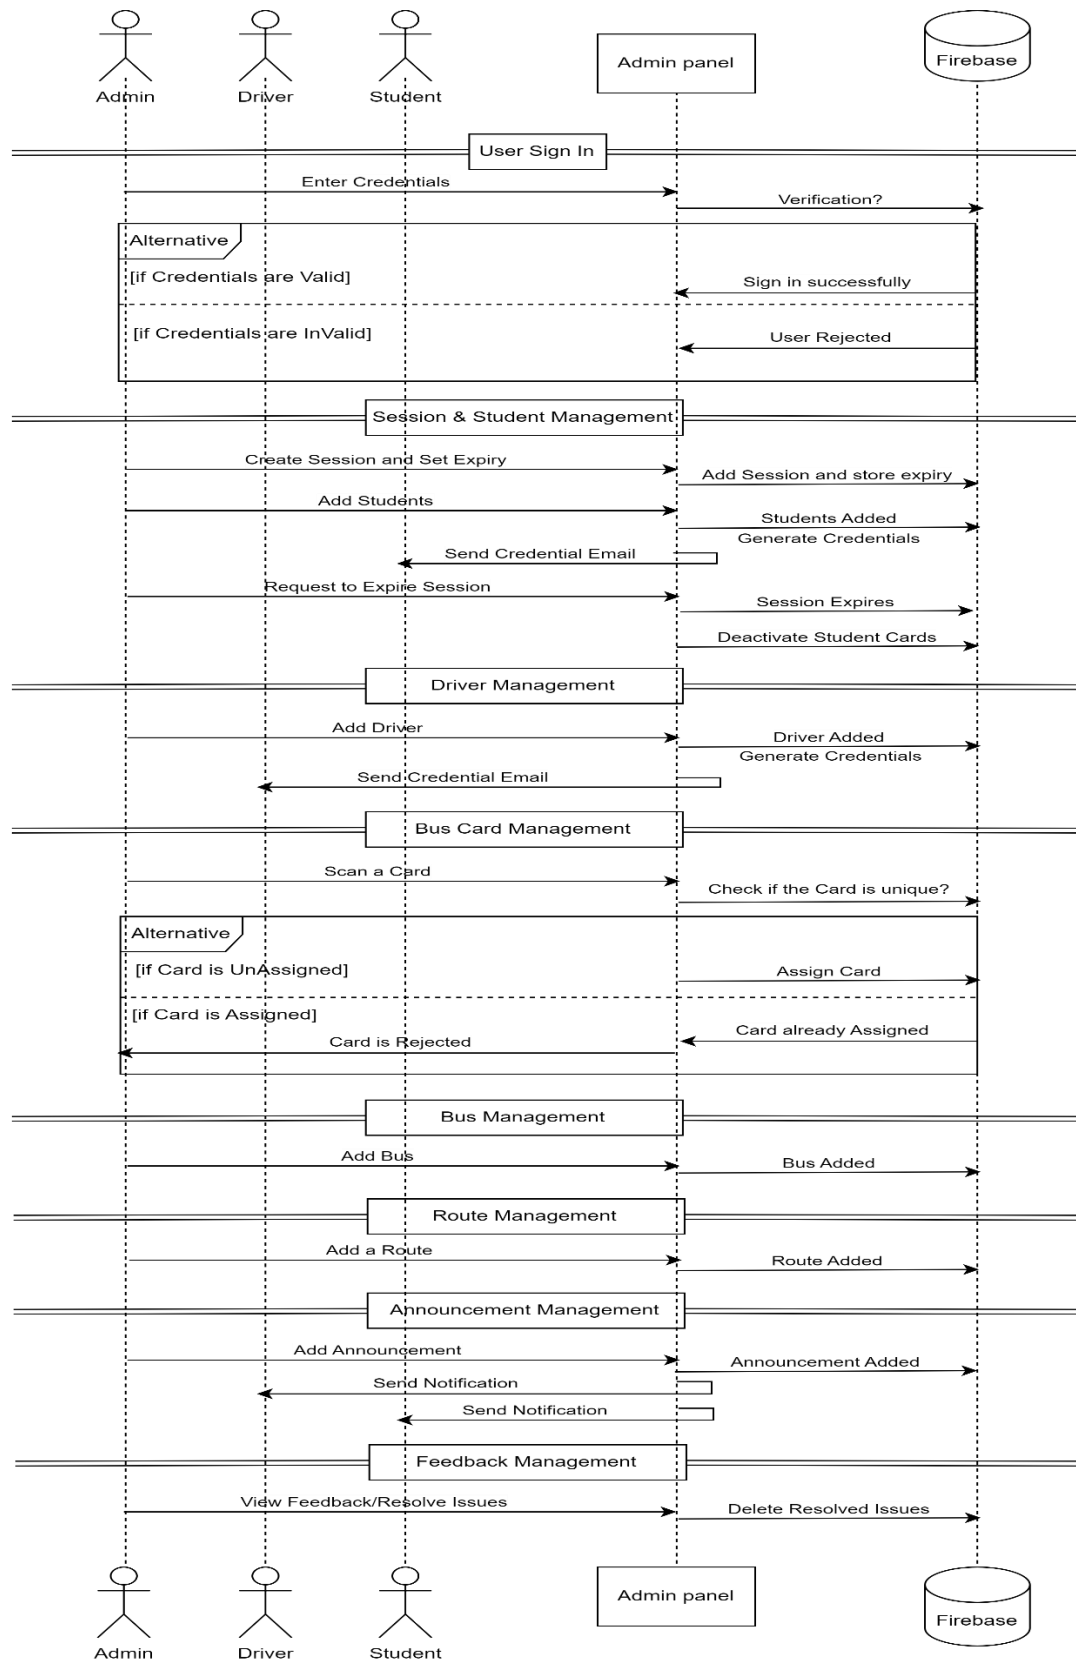 Admin
Driver
Student
Admin panel
Firebase
User Sign In
Enter Credentials
Verification?
Alternative
[if Credentials are Valid]
Sign in successfully
[if Credentials are InValid]
User Rejected
Session & Student Management
Create Session and Set Expiry
Add Session and store expiry
Add Students
Students Added
Generate Credentials
Send Credential Email
Request to Expire Session
Session Expires
Deactivate Student Cards
Driver Management
Add Driver
Driver Added
Generate Credentials
Send Credential Email
Bus Card Management
Scan a Card
Check if the Card is unique?
Alternative
[if Card is UnAssigned]
Assign Card
[if Card is Assigned]
Card already Assigned
Card is Rejected
Bus Management
Add Bus
Bus Added
Route Management
Add a Route
Route Added
Announcement Management
Add Announcement
Announcement Added
Send Notification
Send Notification
Feedback Management
View Feedback/Resolve Issues
Delete Resolved Issues
Admin
Driver
Student
Admin panel
Firebase